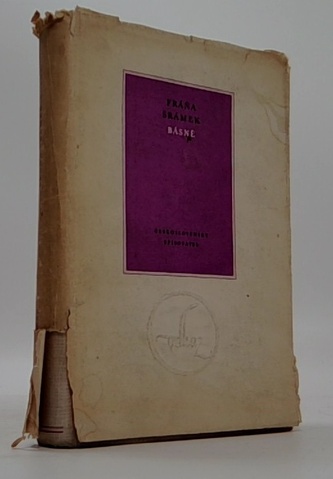 FRÁŇA
ŠRÁMEK
BÁSNĚ
ČESKOSLOVENSKÝ
SPISOVATEL